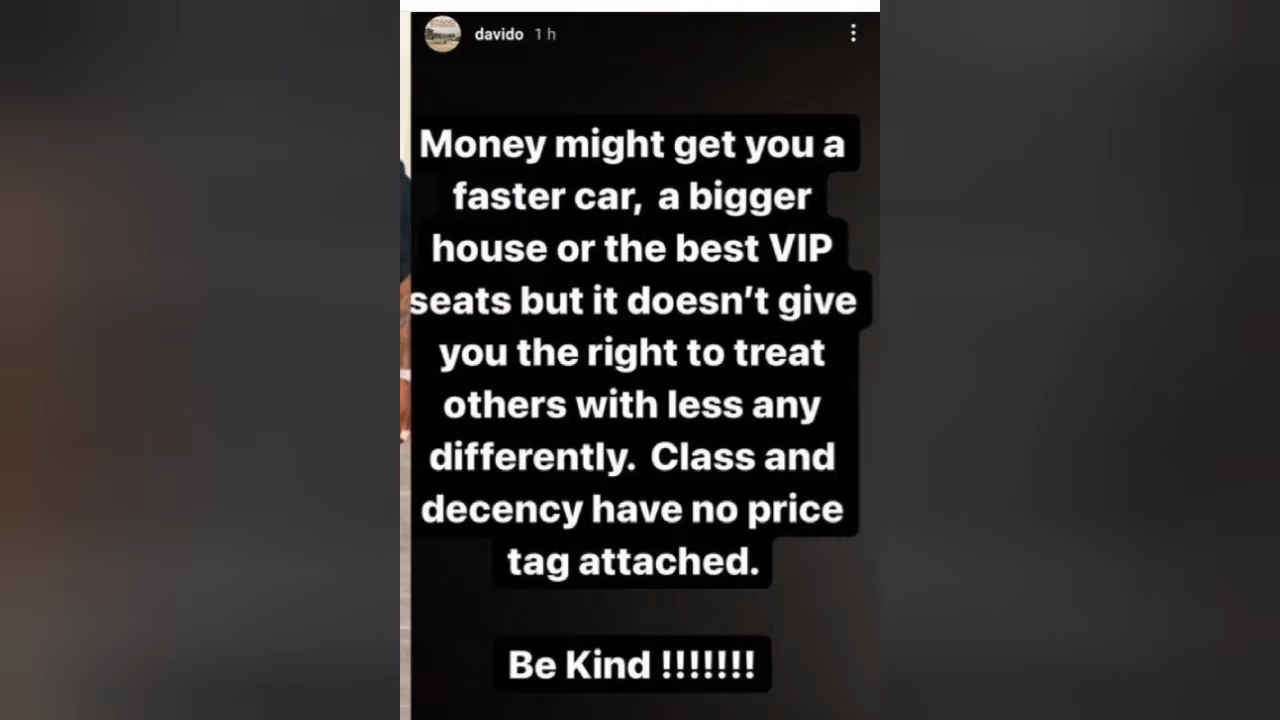 davido 1 h
Money might get you a
faster car, a bigger
house or the best VIP
seats but it doesn't give
you the right to treat
others with less any
differently. Class and
decency have no price
tag attached.
Be Kind !!!!!!!